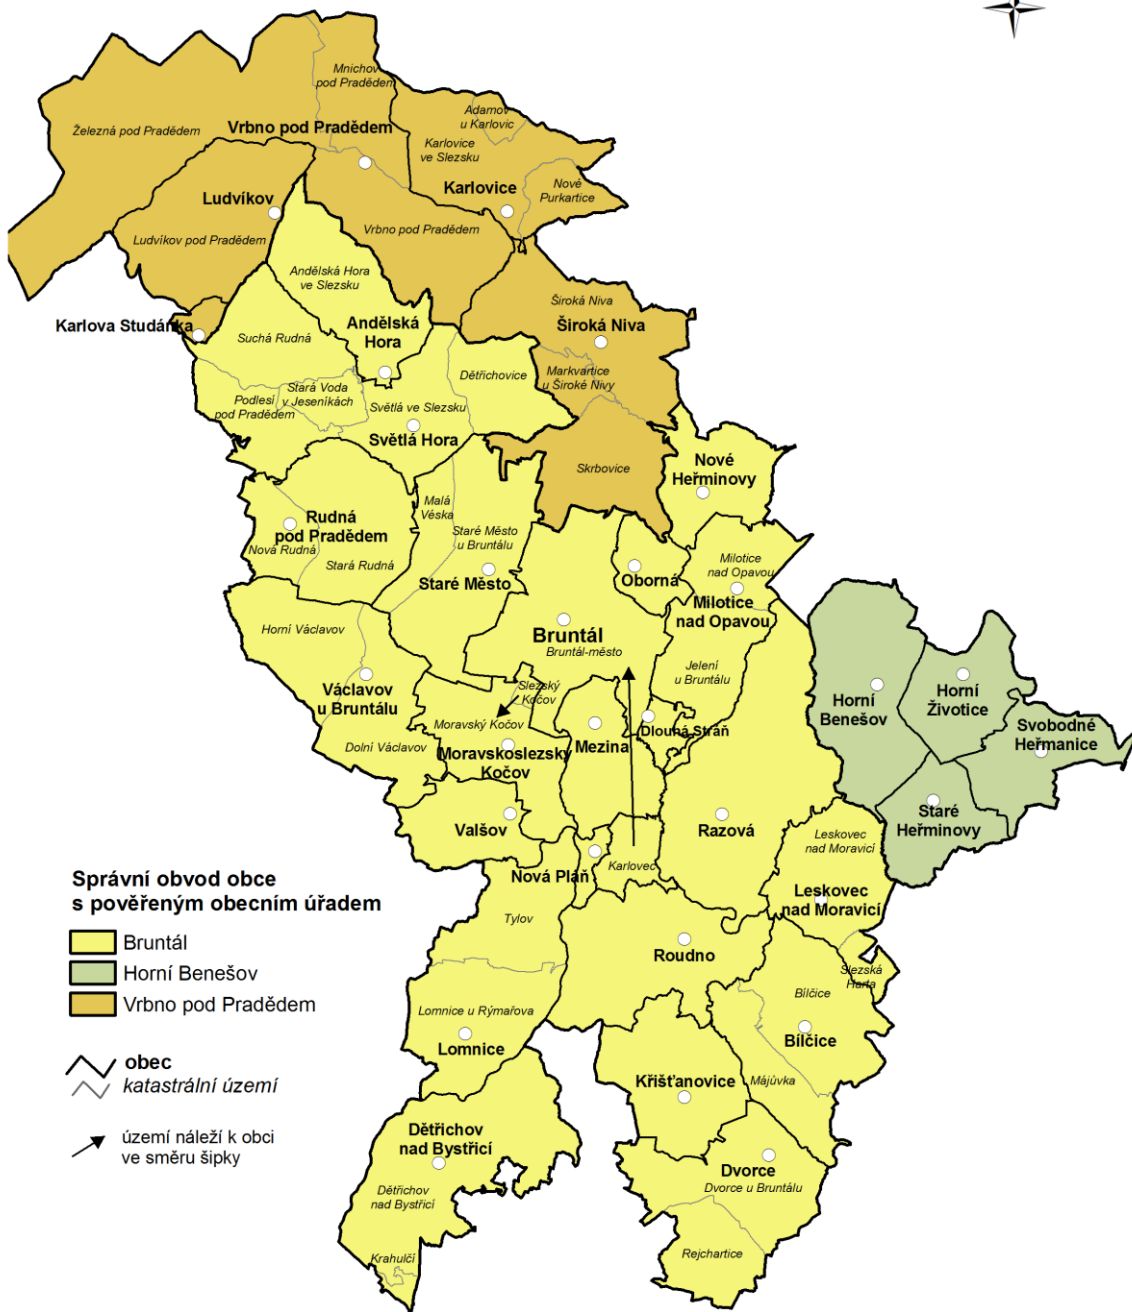 Mnichov
pod Pradědem
Adamov
u Karlovic
Železná pod Pradědem
Vrbno pod Pradědem
Karlovice
ve Slezsku
Karlovice
Nové
Purkartice
Ludvíkov
Ludvíkov pod Pradědem
Vrbno pod Pradědem
Andělská Hora
ve Slezsku
Široká Niva
Široká Niva
Karlova Studánka
Andělská
Hora
Suchá Rudná
Markvartice
u Široké Nivy
Dětřichovice
Stará Voda
v Jeseníkách
Podlesí
pod Pradědem
Světlá ve Slezsku
Světlá Hora
Skrbovice
Nové
Heřminovy
Malá
Véska
Rudná
pod Pradědem
Nová Rudná
Stará Rudná
Staré Město
u Bruntálu
Staré Město
Oborná
Milotice
nad Opavou
Milotice
nad Opavou
Horní Václavov
Bruntál
Bruntál-město
Jelení
u Bruntálu
Václavov
u Bruntálu
Dolní Václavov
Slezský
Kočov
Moravský Kočov
Moravskoslezský
Kočov
Mezina
Dlouhá Stráň
Horní
Benešov
Horní
Životice
Svobodné
Heřmanice
Staré
Heřminovy
Valšov
Razová
Leskovec
nad Moravicí
Leskovec
nad Moravicí
Nová Pláň
Karlovec
Správní obvod obce
s pověřeným obecním úřadem
Bruntál
Horní Benešov
Vrbno pod Pradědem
obec
katastrální území
území náleží k obci
ve směru šipky
Tylov
Roudno
Slezská
Harta
Bílčice
Bílčice
Lomnice u Rýmařova
Lomnice
Křišťanovice
Májůvka
Dětřichov
nad Bystřicí
Dětřichov
nad Bystřicí
Dvorce
Dvorce u Bruntálu
Rejchartice
Krahulčí